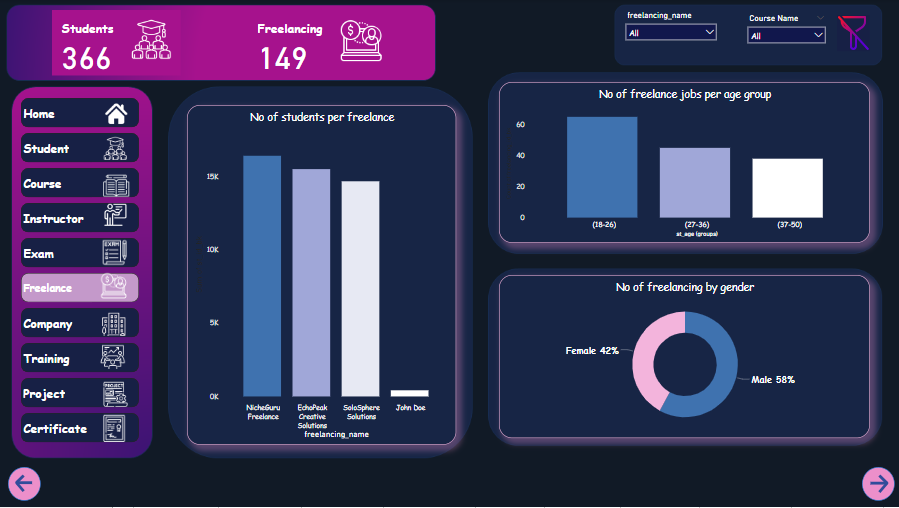 Students
366
Freelancing
149
freelancing_name
All
Course Name
All
Home
Student
Course
Instructor
Exam
EXAM
Freelance
Company
Training
Project
PROJECT
Certificate
No of students per freelance
15K
10K
5K
0K
NicheGuru
Freelance
EchoPeak
Creative
Solutions
SoloSphere
Solutions
John Doe
freelancing_name
No of freelance jobs per age group
60
40
20
0
(18-26)
(27-36)
(37-50)
st_age (groups)
No of freelancing by gender
Female 42%
Male 58%